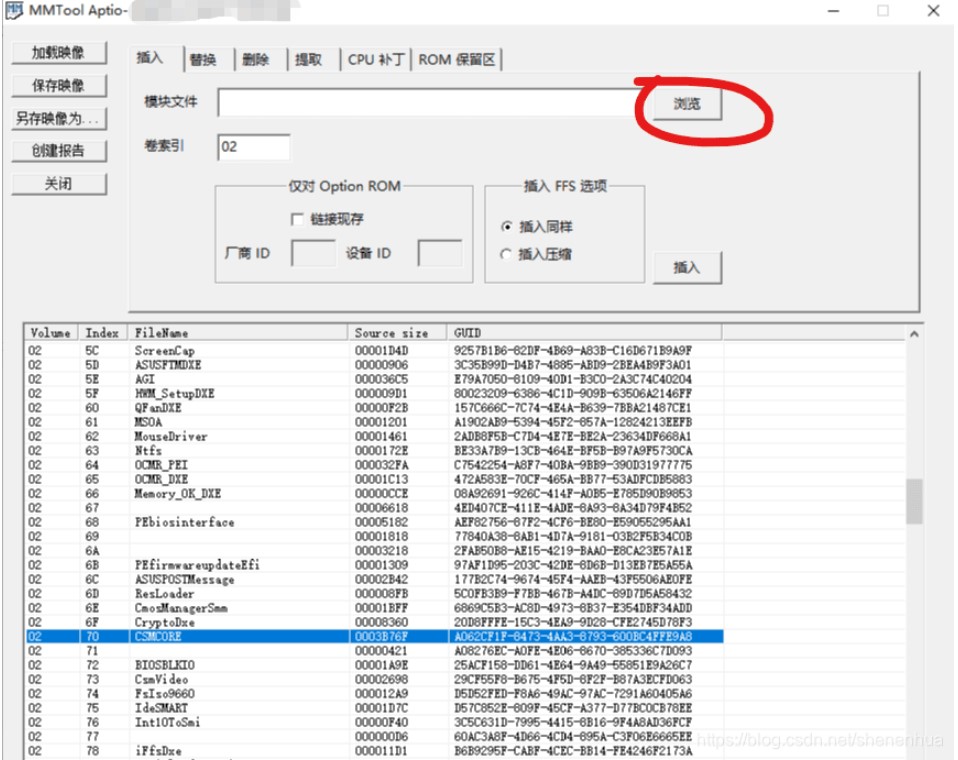 MMTool Aptio-
加载映像
保存映像
另存映像为...
创建报告
关闭
插入 替换 删除 提取 CPU 补丁 ROM 保留区
模块文件 浏览
卷索引 02
仅对 Option ROM
链接现存
厂商 ID 设备 ID
插入 FFS 选项
插入同样
插入压缩
插入
Volume Index FileName Source size GUID
02 5C ScreenCap 00001D4D 9257B1B6-82DF-4B69-A83B-C16D671B9A9F
02 5D ASUSFTMDXE 00000906 3C35B99D-D4B7-4885-ABD9-2BEA4B9F3A01
02 5E AGI 000036C5 E79A7050-8109-40D1-B3C0-2A3C74C40204
02 5F HWM_SetupDXE 000009D1 80023209-6386-4C1D-909B-63506A2146FF
02 60 QFanDXE 00000F2B 157C666C-7C74-4E4A-B639-7BBA21487CE1
02 61 MSOA 00001201 A1902AB9-5394-45F2-857A-12824213EEFB
02 62 MouseDriver 00001461 2ADB8F5B-C7D4-4E7E-BE2A-23634DF668A1
02 63 Ntfs 0000172E BE33A7B9-13CB-464E-BF5B-B97A9F5730CA
02 64 OCMR_PEI 000032FA C7542254-A8F7-40BA-9BB9-390D31977775
02 65 OCMR_DXE 00001C13 472A583E-70CF-465A-BB77-53ADFCDB5883
02 66 Memory_OK_DXE 00000CCE 08A92691-926C-414F-A0B5-E785D90B9853
02 67 00006618 4ED407CE-411E-4ADE-8A93-8A34D79F4B52
02 68 PEbiosinterface 00005182 AEF82756-87F2-4CF6-BE80-E59055295AA1
02 69 00001818 77840A38-8AB1-4D7A-9181-03B2F5B34C0B
02 6A 00003218 2FAB50B8-AE15-4219-BAA0-E8CA23E57A1E
02 6B PEfirmwareupdateEfi 00001309 97AF1D95-203C-42DE-8D6B-D13EB7E5A55A
02 6C ASUSPOSTMessage 00002B42 177B2C74-9674-45F4-AAEB-43F5506AE0FE
02 6D ResLoader 000008FB 5C0FB3B9-F7BB-467B-A4DC-89D7D5A58432
02 6E CmosManagerSmm 00001BFF 6869C5B3-AC8D-4973-8B37-E354DBF34ADD
02 6F CryptoDxe 00008360 20D8FFFE-15C3-4EA9-9D28-CFE2745D78F3
02 70 CSMCORE 0003B76F A062CF1F-8473-4AA3-8793-600BC4FFE9A8
02 71 00000421 A08276EC-A0FE-4E06-8670-385336C7D093
02 72 BIOSBLKIO 00001A9E 25ACF158-DD61-4E64-9A49-55851E9A26C7
02 73 CsmVideo 00002698 29CF55F8-B675-4F5D-8F2F-B87A3ECFD063
02 74 FsIso9660 000012A9 D5D52FED-F8A6-49AC-97AC-7291A60405A6
02 75 IdeSMART 00001D7C D57C852E-809F-45CF-A377-D77BC0CB78EE
02 76 Int10ToSmi 00000F40 3C5C631D-7995-4415-8B16-9F4A8AD36FCF
02 77 000000D6 60AC3A8F-4D66-4CD4-895A-C3F06E6665EE
02 78 iFfsDxe 000011D1 B6B9295F-CABF-4CEC-BB14-FE4246F2173A
https://blog.csdn.net/shenenhua